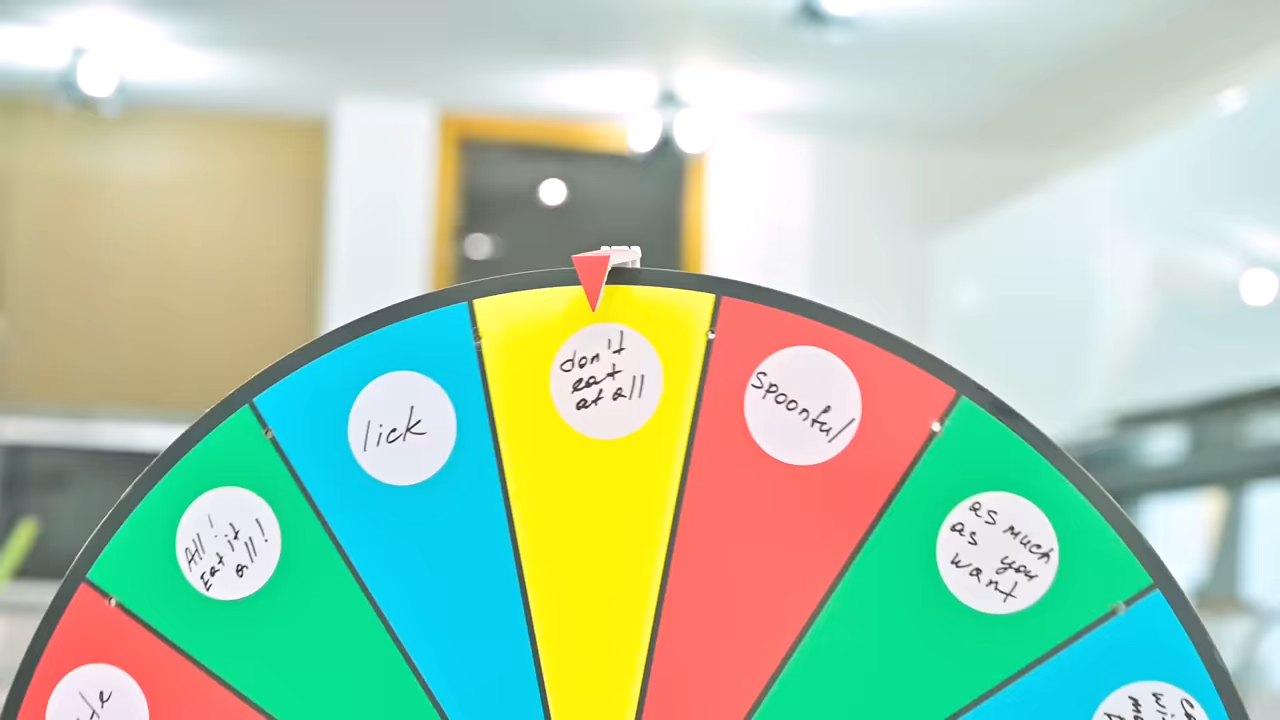 lick
don't
eat
at all
spoonful
All!
Eat it
all!
as much
as you
want